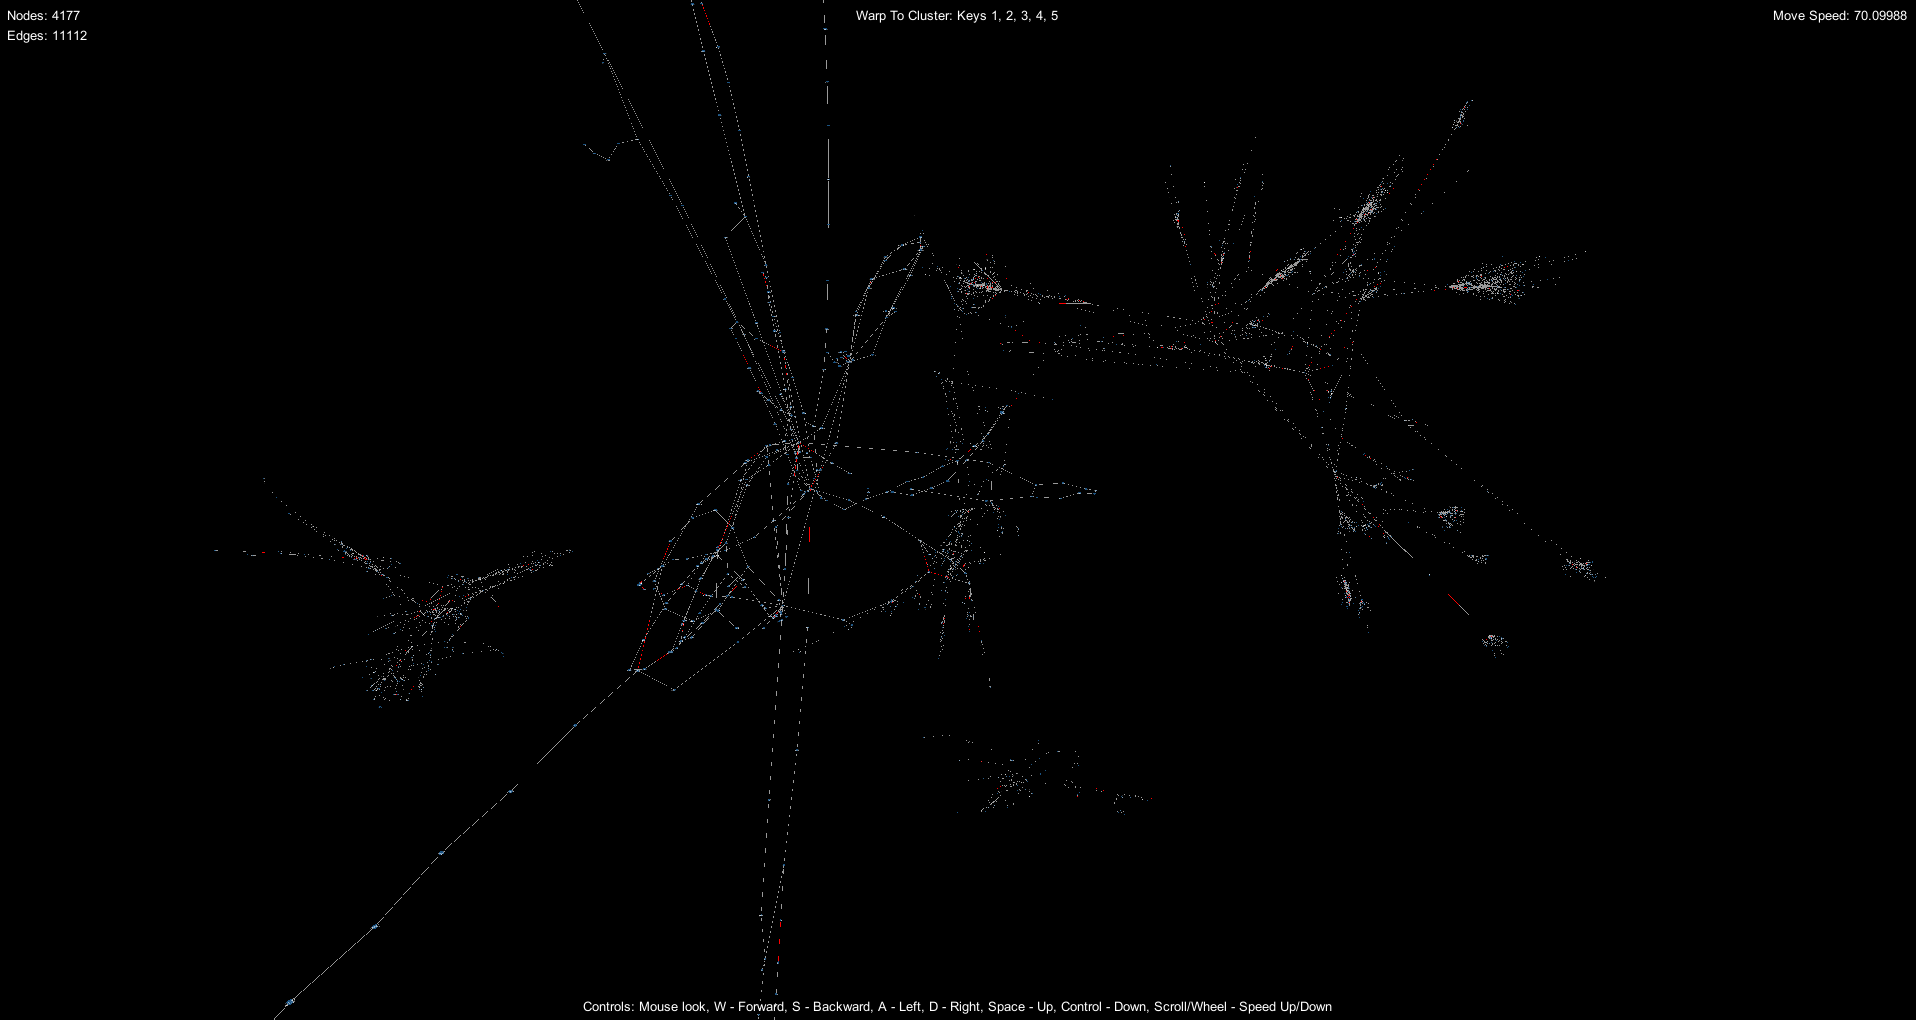 Nodes: 4177
Edges: 11112
Warp To Cluster: Keys 1, 2, 3, 4, 5
Move Speed: 70.09988
Controls: Mouse look, W - Forward, S - Backward, A - Left, D - Right, Space - Up, Control - Down, Scroll/Wheel - Speed Up/Down